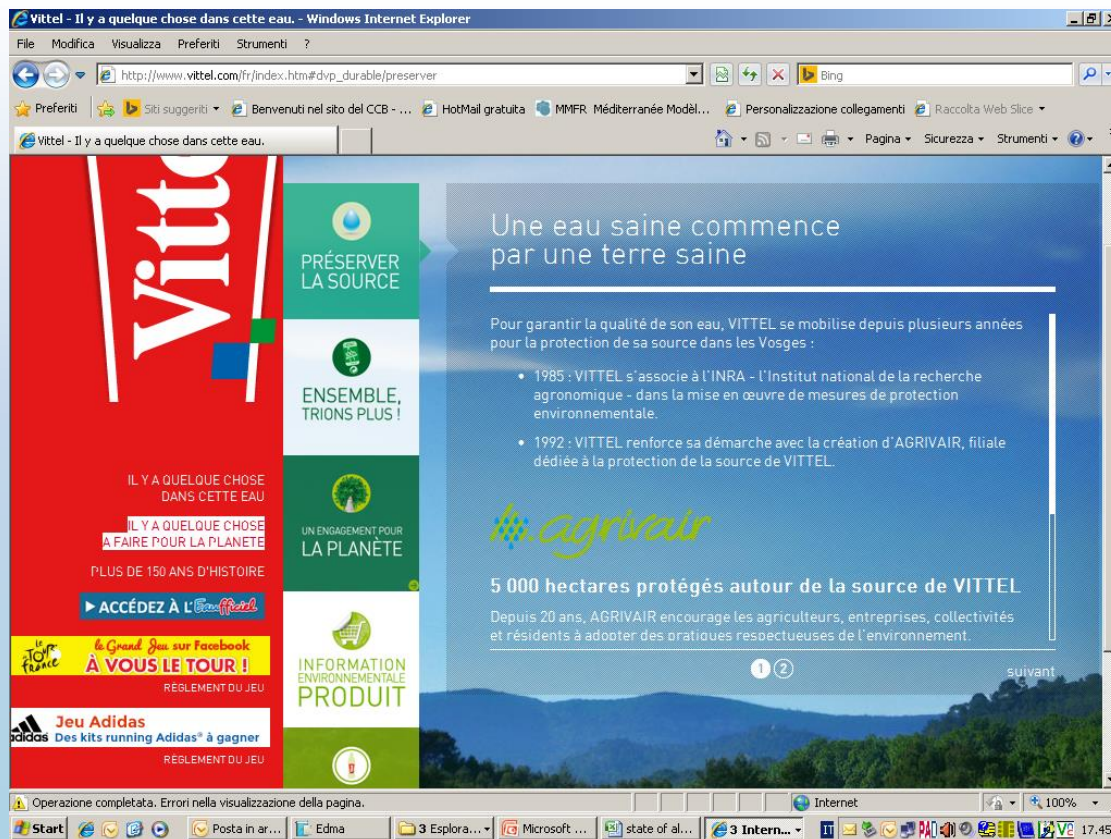 Vittel - Il y a quelque chose dans cette eau. - Windows Internet Explorer
File Modifica Visualizza Preferiti Strumenti ?
http://www.vittel.com/fr/index.htm#dvp_durable/preserver
Bing
Preferiti Siti suggeriti Benvenuti nel sito del CCB - ... HotMail gratuita MMFR Méditerranée Modèl... Personalizzazione collegamenti Raccolta Web Slice
Vittel - Il y a quelque chose dans cette eau.
Pagina Sicurezza Strumenti
Vitte
IL Y A QUELQUE CHOSE
DANS CETTE EAU
IL Y A QUELQUE CHOSE
A FAIRE POUR LA PLANETE
PLUS DE 150 ANS D'HISTOIRE
ACCÉDEZ À L'Eaufficiel
le TOUR de FRANCE
le Grand Jeu sur Facebook
À VOUS LE TOUR !
RÈGLEMENT DU JEU
adidas
Jeu Adidas
Des kits running Adidas® à gagner
RÈGLEMENT DU JEU
PRÉSERVER
LA SOURCE
ENSEMBLE,
TRIONS PLUS !
UN ENGAGEMENT POUR
LA PLANÈTE
INFORMATION
ENVIRONNEMENTALE
PRODUIT
Une eau saine commence
par une terre saine
Pour garantir la qualité de son eau, VITTEL se mobilise depuis plusieurs années
pour la protection de sa source dans les Vosges :
• 1985 : VITTEL s'associe à l'INRA - l'Institut national de la recherche
agronomique - dans la mise en œuvre de mesures de protection
environnementale.
• 1992 : VITTEL renforce sa démarche avec la création d'AGRIVAIR, filiale
dédiée à la protection de la source de VITTEL.
agrivair
5 000 hectares protégés autour de la source de VITTEL
Depuis 20 ans, AGRIVAIR encourage les agriculteurs, entreprises, collectivités
et résidents à adopter des pratiques respectueuses de l'environnement.
1 2
suivant
Operazione completata. Errori nella visualizzazione della pagina.
Internet
100%
Start
Posta in ar...
Edma
3 Esplora...
Microsoft ...
state of al...
3 Intern...
IT
17.45